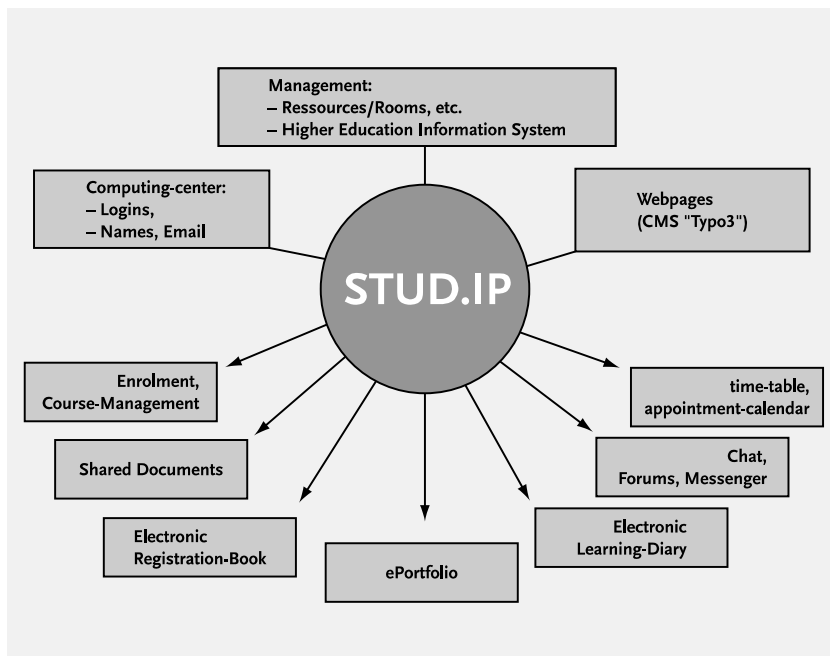 Management:
– Ressources/Rooms, etc.
– Higher Education Information System
Computing-center:
– Logins,
– Names, Email
Webpages
(CMS "Typo3")
STUD.IP
Enrolment,
Course-Management
time-table,
appointment-calendar
Shared Documents
Chat,
Forums, Messenger
Electronic
Registration-Book
ePortfolio
Electronic
Learning-Diary